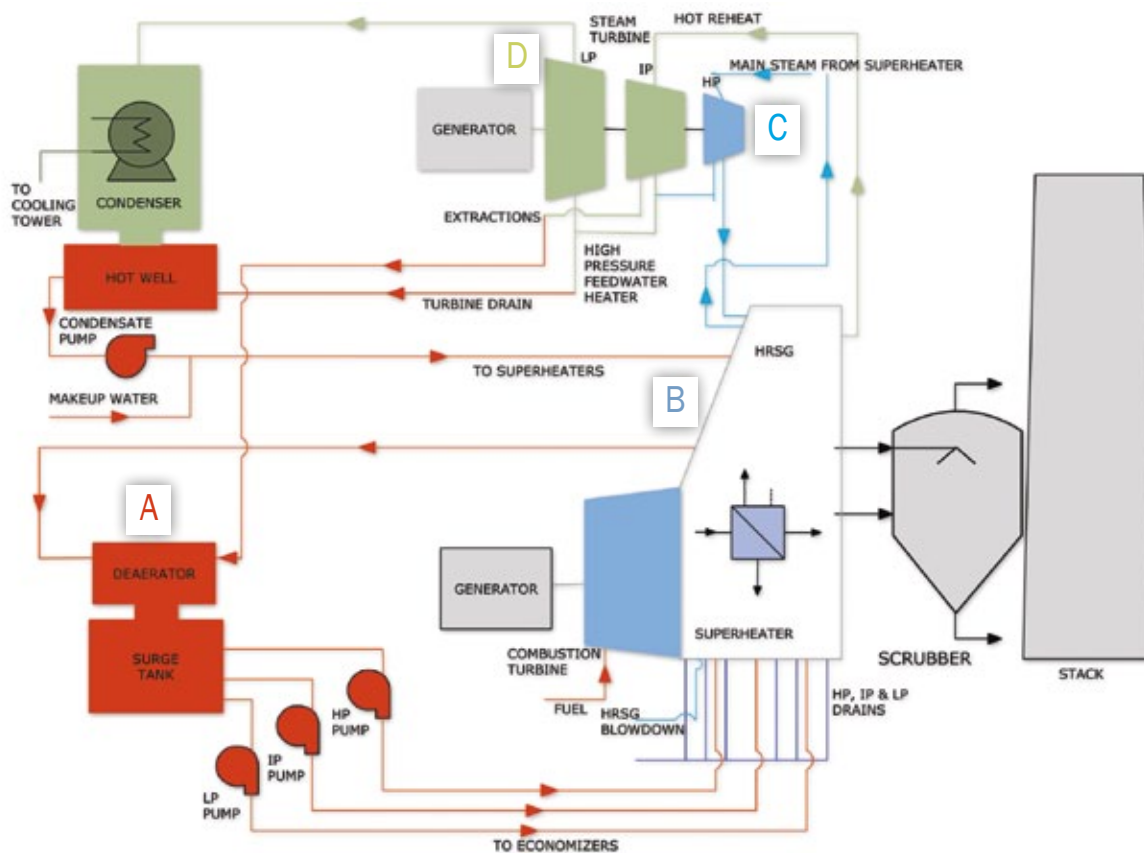 STEAM
TURBINE
HOT REHEAT
D
LP
IP
HP
MAIN STEAM FROM SUPERHEATER
GENERATOR
C
TO
COOLING
TOWER
CONDENSER
EXTRACTIONS
HOT WELL
HIGH
PRESSURE
FEEDWATER
HEATER
TURBINE DRAIN
CONDENSATE
PUMP
HRSG
TO SUPERHEATERS
MAKEUP WATER
B
A
DEAERATOR
GENERATOR
SURGE
TANK
SUPERHEATER
COMBUSTION
TURBINE
SCRUBBER
STACK
FUEL
HRSG
BLOWDOWN
HP, IP & LP
DRAINS
HP
PUMP
IP
PUMP
LP
PUMP
TO ECONOMIZERS